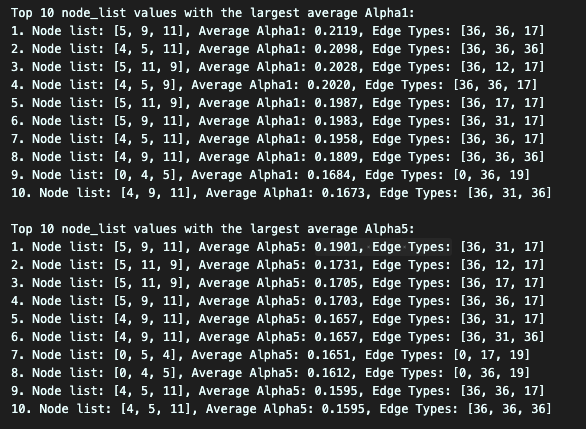 Top 10 node_list values with the largest average Alpha1:
1. Node list: [5, 9, 11], Average Alpha1: 0.2119, Edge Types: [36, 36, 17]
2. Node list: [4, 5, 11], Average Alpha1: 0.2098, Edge Types: [36, 36, 36]
3. Node list: [5, 11, 9], Average Alpha1: 0.2028, Edge Types: [36, 12, 17]
4. Node list: [4, 5, 9], Average Alpha1: 0.2020, Edge Types: [36, 36, 17]
5. Node list: [5, 11, 9], Average Alpha1: 0.1987, Edge Types: [36, 17, 17]
6. Node list: [5, 9, 11], Average Alpha1: 0.1983, Edge Types: [36, 31, 17]
7. Node list: [4, 5, 11], Average Alpha1: 0.1958, Edge Types: [36, 36, 17]
8. Node list: [4, 9, 11], Average Alpha1: 0.1809, Edge Types: [36, 36, 36]
9. Node list: [0, 4, 5], Average Alpha1: 0.1684, Edge Types: [0, 36, 19]
10. Node list: [4, 9, 11], Average Alpha1: 0.1673, Edge Types: [36, 31, 36]
Top 10 node_list values with the largest average Alpha5:
1. Node list: [5, 9, 11], Average Alpha5: 0.1901, Edge Types: [36, 31, 17]
2. Node list: [5, 11, 9], Average Alpha5: 0.1731, Edge Types: [36, 12, 17]
3. Node list: [5, 11, 9], Average Alpha5: 0.1705, Edge Types: [36, 17, 17]
4. Node list: [5, 9, 11], Average Alpha5: 0.1703, Edge Types: [36, 36, 17]
5. Node list: [4, 9, 11], Average Alpha5: 0.1657, Edge Types: [36, 31, 17]
6. Node list: [4, 9, 11], Average Alpha5: 0.1657, Edge Types: [36, 31, 36]
7. Node list: [0, 5, 4], Average Alpha5: 0.1651, Edge Types: [0, 17, 19]
8. Node list: [0, 4, 5], Average Alpha5: 0.1612, Edge Types: [0, 36, 19]
9. Node list: [4, 5, 11], Average Alpha5: 0.1595, Edge Types: [36, 36, 17]
10. Node list: [4, 5, 11], Average Alpha5: 0.1595, Edge Types: [36, 36, 36]